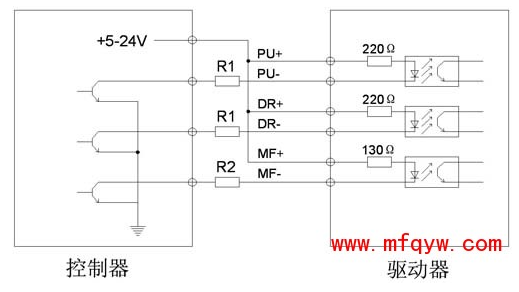 +5-24V
PU+
220Ω
R1
PU-
DR+
220Ω
R1
DR-
MF+
130Ω
R2
MF-
www.mfqyw.com
控制器
驱动器